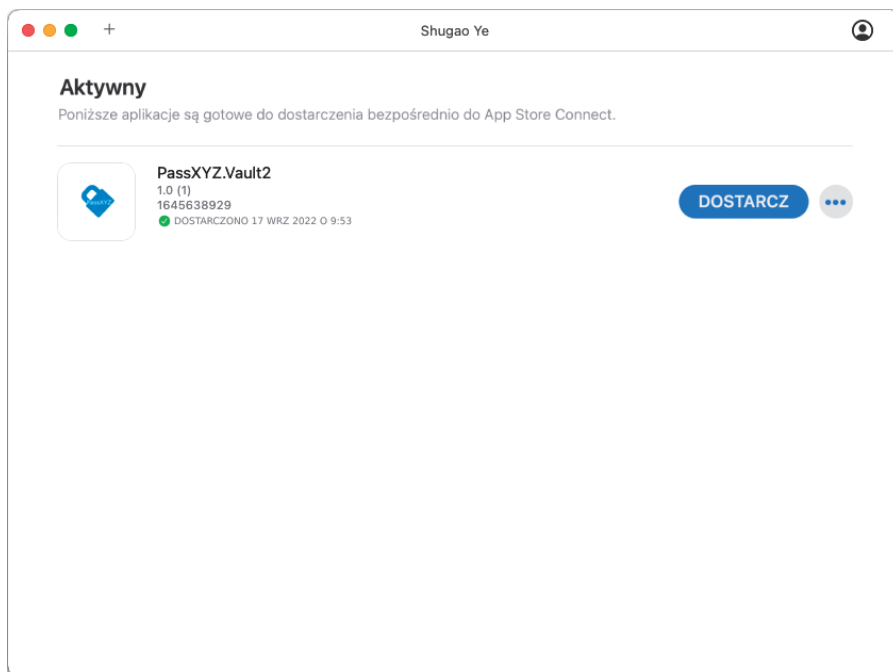 Shugao Ye
Aktywny
Poniższe aplikacje są gotowe do dostarczenia bezpośrednio do App Store Connect.
PassXYZ
PassXYZ.Vault2
1.0 (1)
1645638929
DOSTARCZONO 17 WRZ 2022 O 9:53
DOSTARCZ